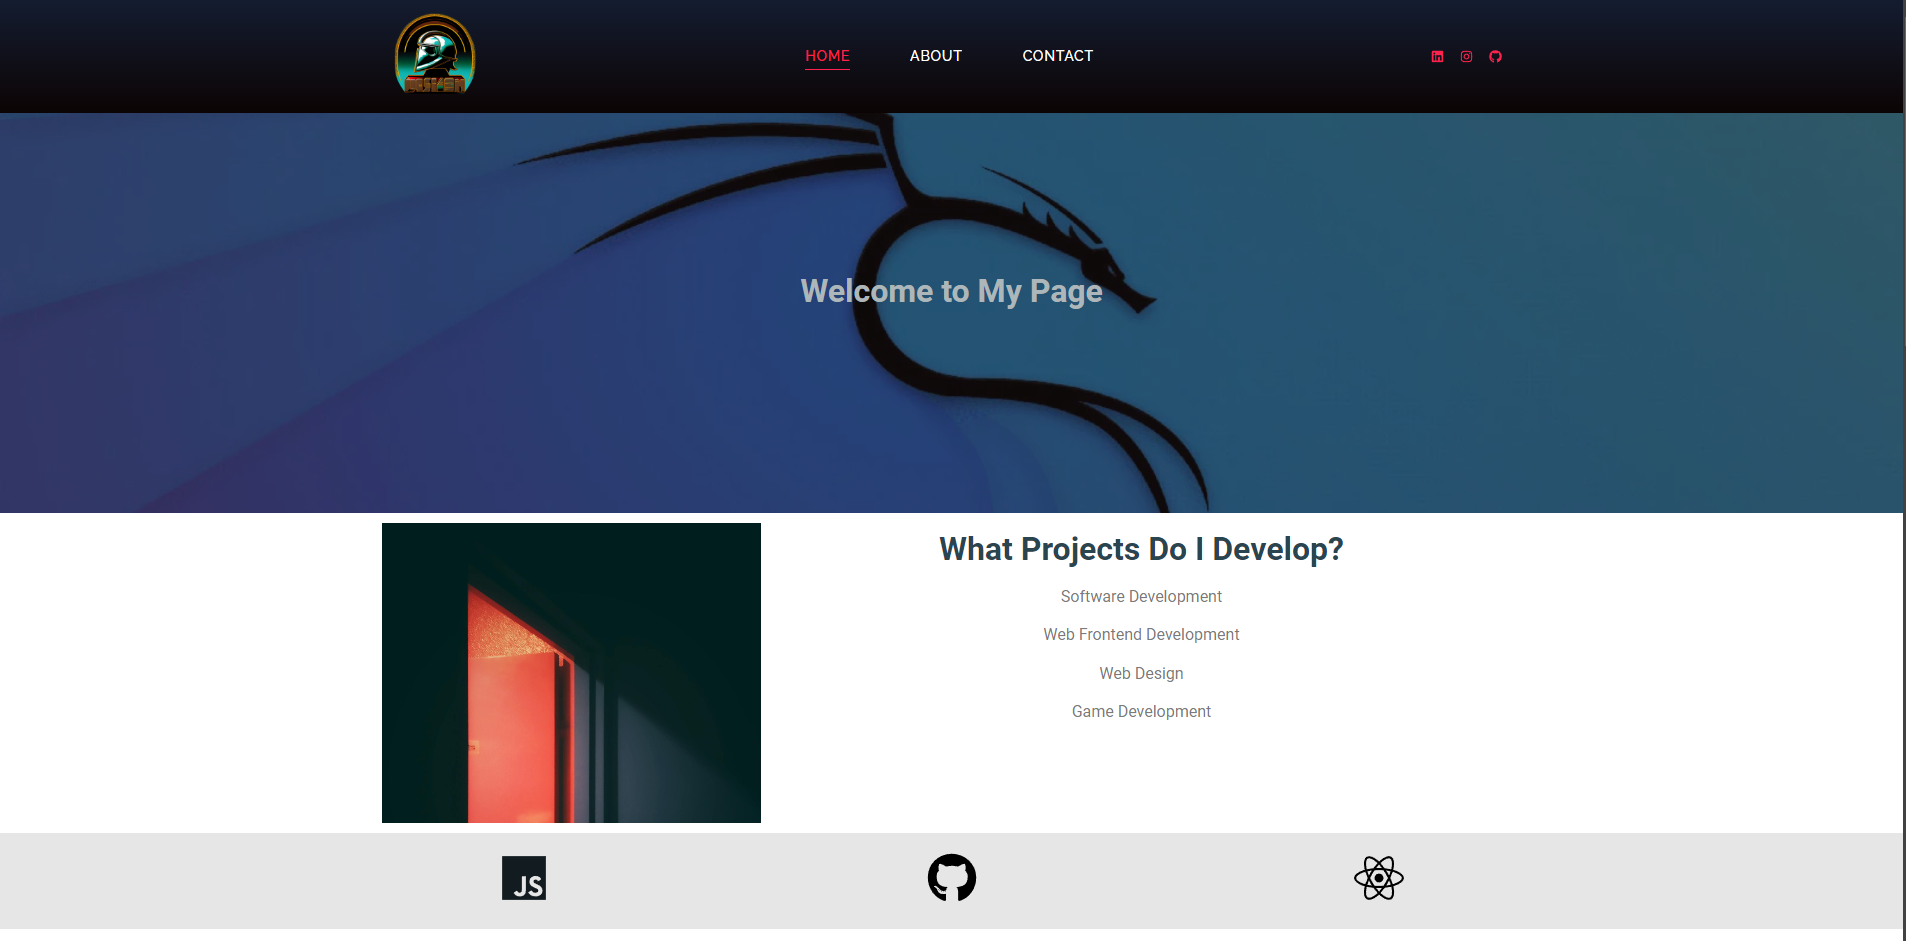 HOME ABOUT CONTACT
Welcome to My Page
What Projects Do I Develop?
Software Development
Web Frontend Development
Web Design
Game Development
JS